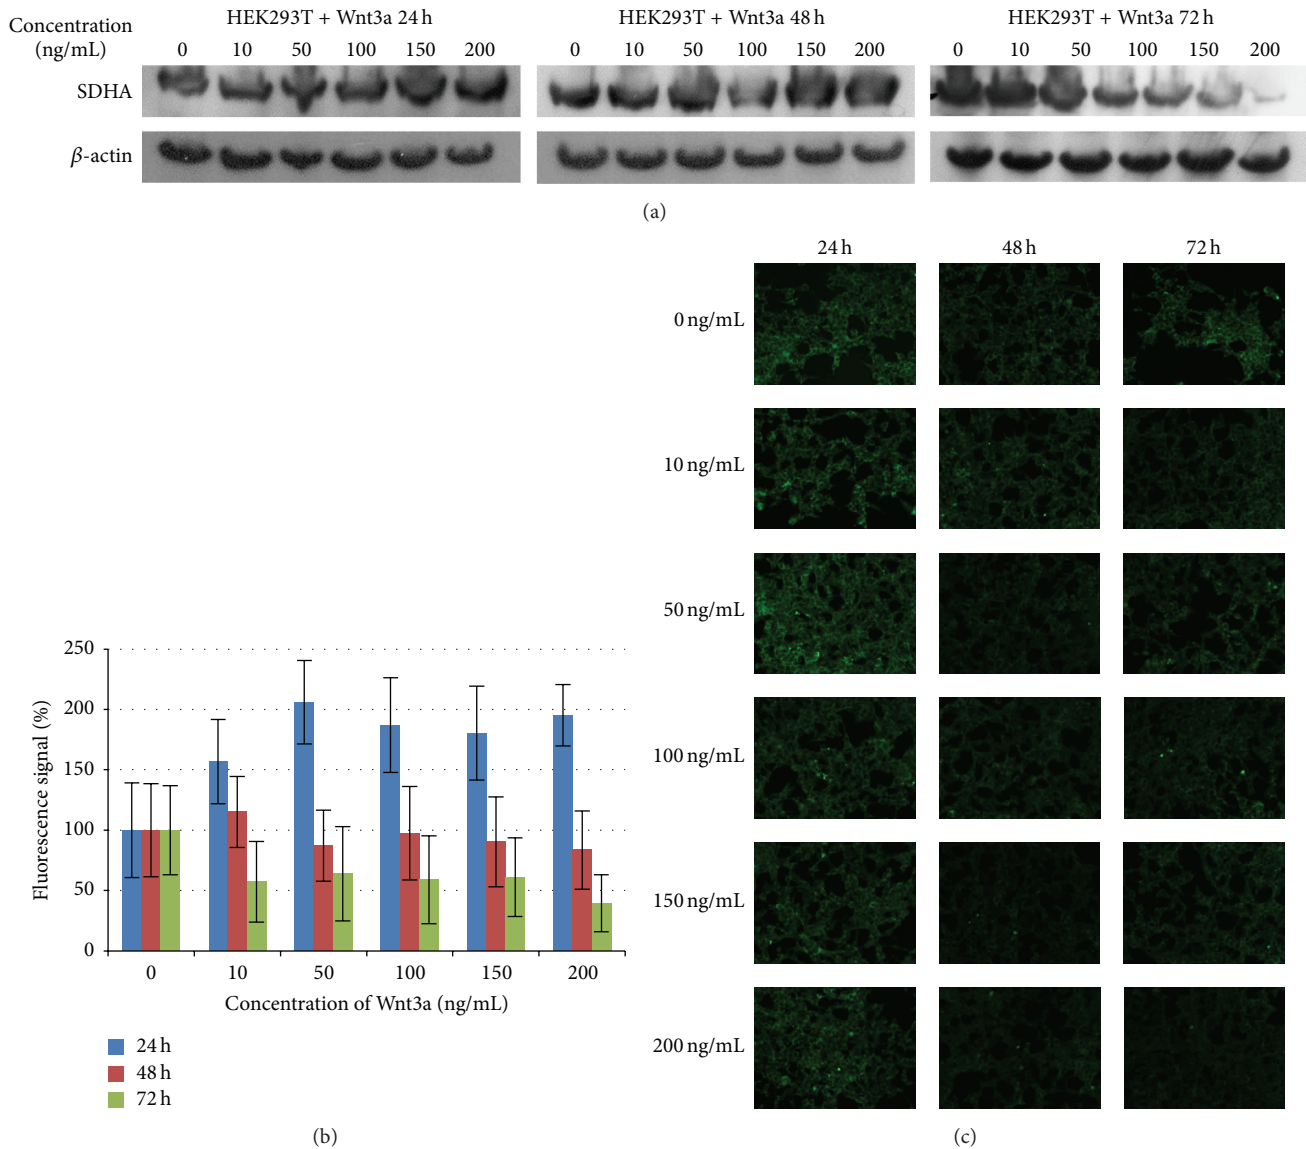 Concentration
(ng/mL)
HEK293T + Wnt3a 24 h
HEK293T + Wnt3a 48 h
HEK293T + Wnt3a 72 h
0 10 50 100 150 200
0 10 50 100 150 200
0 10 50 100 150 200
SDHA
β-actin
(a)
24 h 48 h 72 h
0 ng/mL
10 ng/mL
50 ng/mL
100 ng/mL
150 ng/mL
200 ng/mL
(c)
Fluorescence signal (%)
250
200
150
100
50
0
0 10 50 100 150 200
Concentration of Wnt3a (ng/mL)
24 h
48 h
72 h
(b)